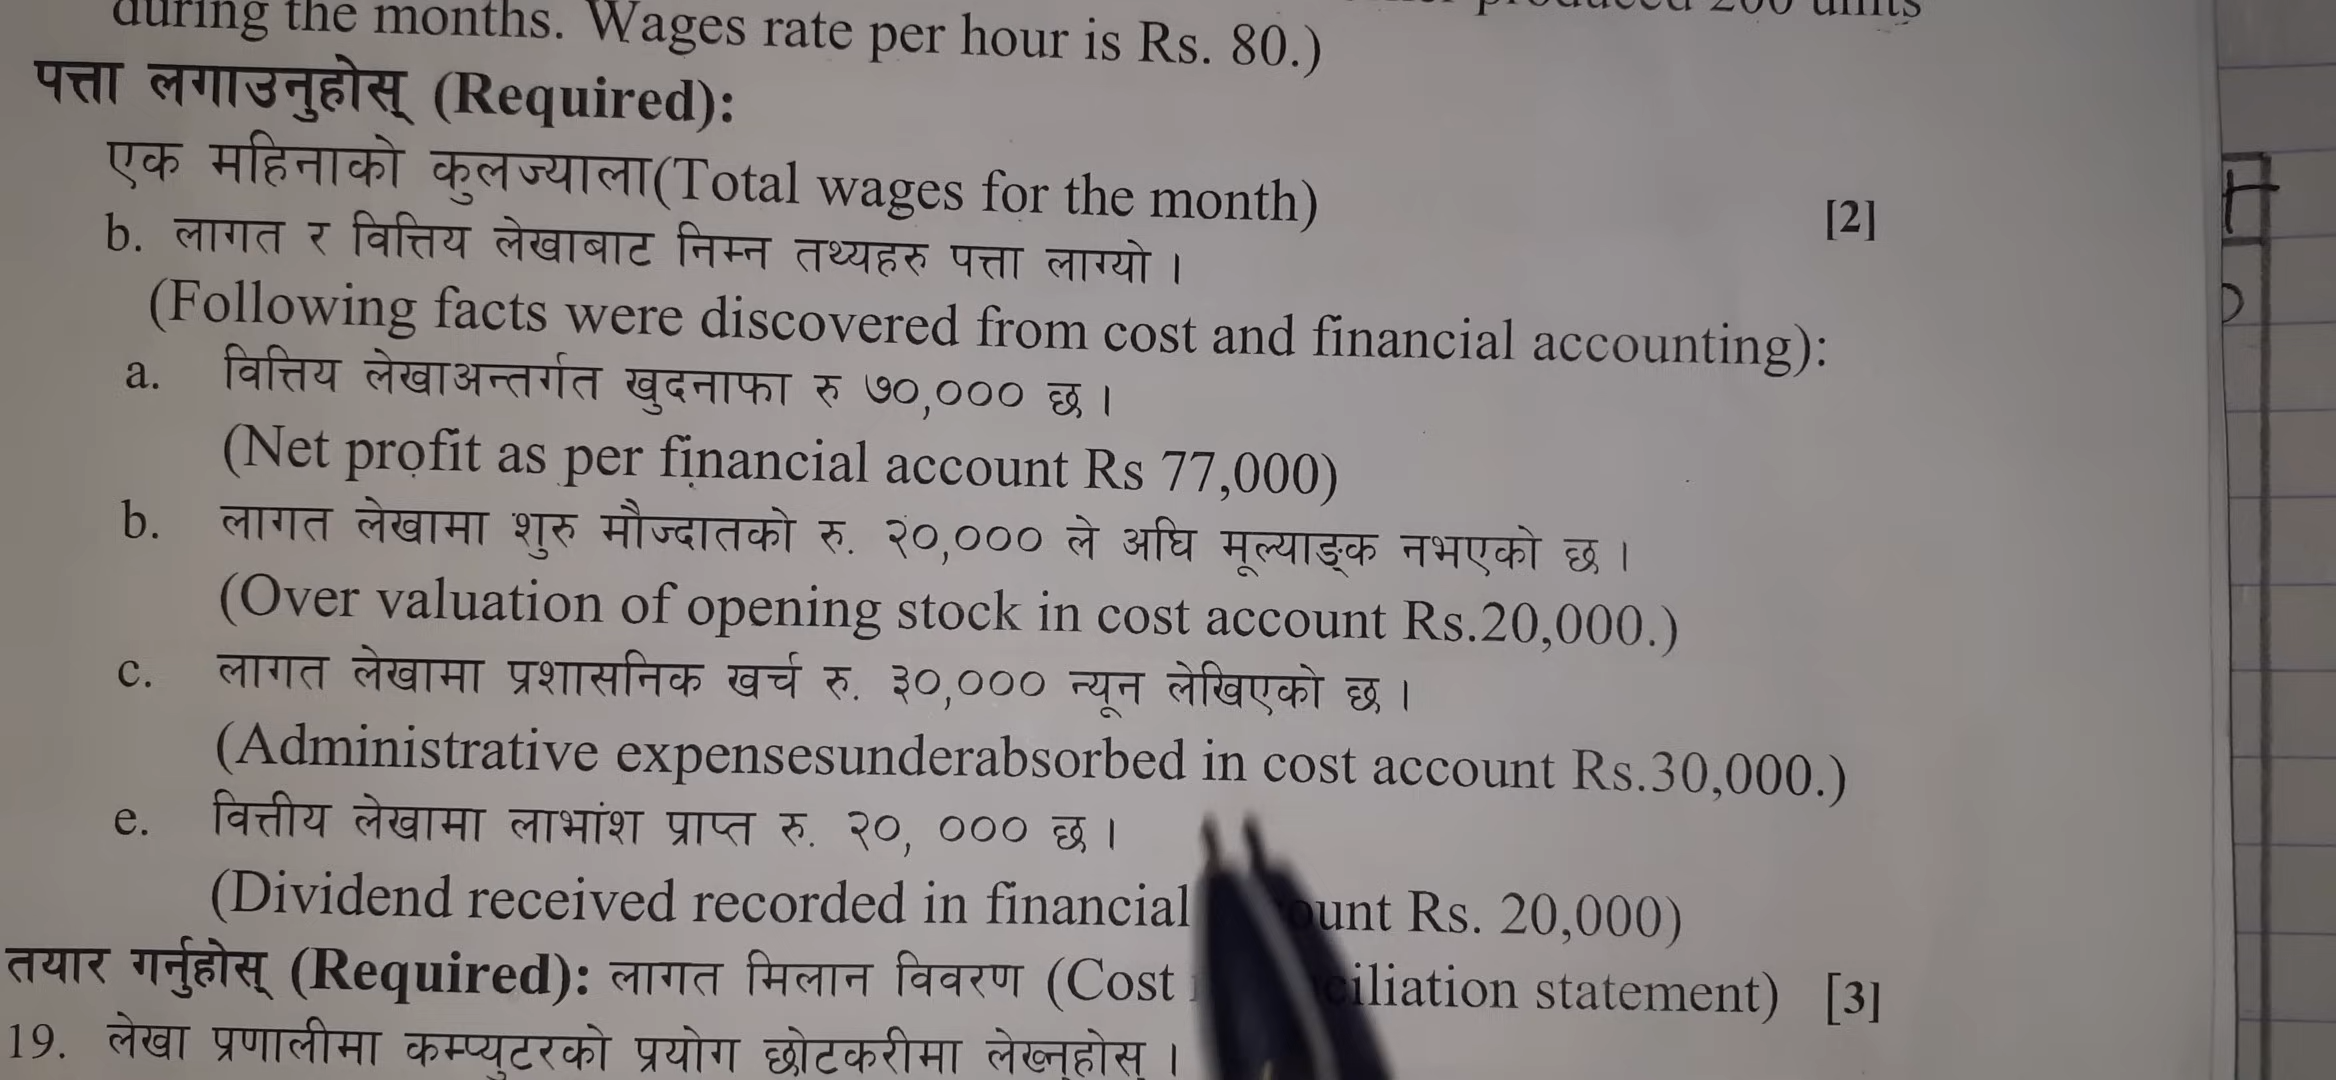 during the months. Wages rate per hour is Rs. 80.)
पत्ता लगाउनुहोस् (Required):
एक महिनाको कुलज्याला(Total wages for the month) [2]
b. लागत र वित्तिय लेखाबाट निम्न तथ्यहरु पत्ता लाग्यो ।
(Following facts were discovered from cost and financial accounting):
a. वित्तिय लेखाअन्तर्गत खुदनाफा रु ७०,००० छ ।
(Net profit as per financial account Rs 77,000)
b. लागत लेखामा शुरु मौज्दातको रु. २०,००० ले अघि मूल्याङ्क नभएको छ ।
(Over valuation of opening stock in cost account Rs.20,000.)
c. लागत लेखामा प्रशासनिक खर्च रु. ३०,००० न्यून लेखिएको छ ।
(Administrative expensesunderabsorbed in cost account Rs.30,000.)
e. वित्तीय लेखामा लाभांश प्राप्त रु. २०, ००० छ ।
(Dividend received recorded in financial Rs. 20,000)
तयार गर्नुहोस् (Required): लागत मिलान विवरण (Cost statement) [3]
19. लेखा प्रणालीमा कम्प्युटरको प्रयोग छोटकरीमा लेख्नुहोस् ।